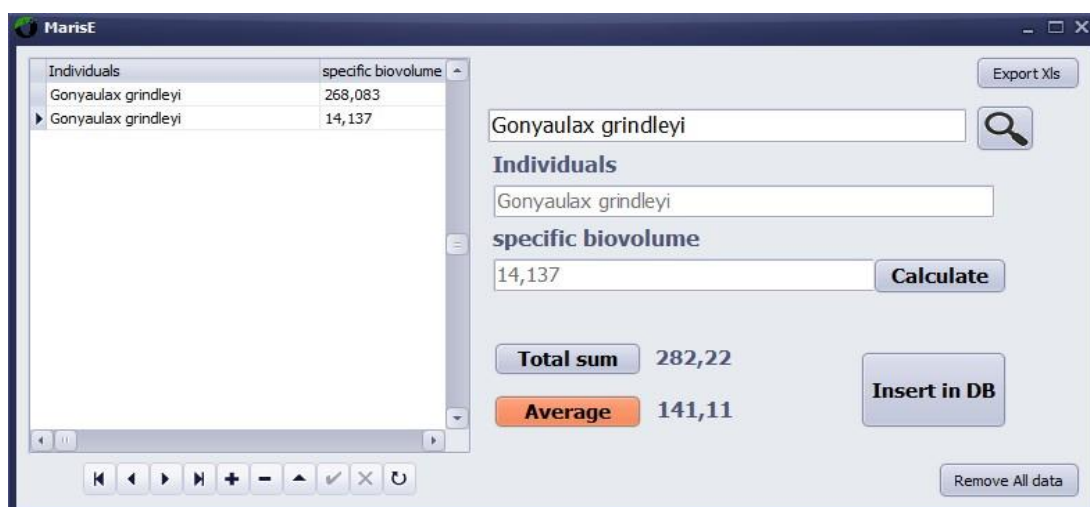 MarisE
Individuals specific biovolume
Gonyaulax grindleyi 268,083
Gonyaulax grindleyi 14,137
Export Xls
Gonyaulax grindleyi
Individuals
Gonyaulax grindleyi
specific biovolume
14,137 Calculate
Total sum 282,22
Average 141,11
Insert in DB
Remove All data